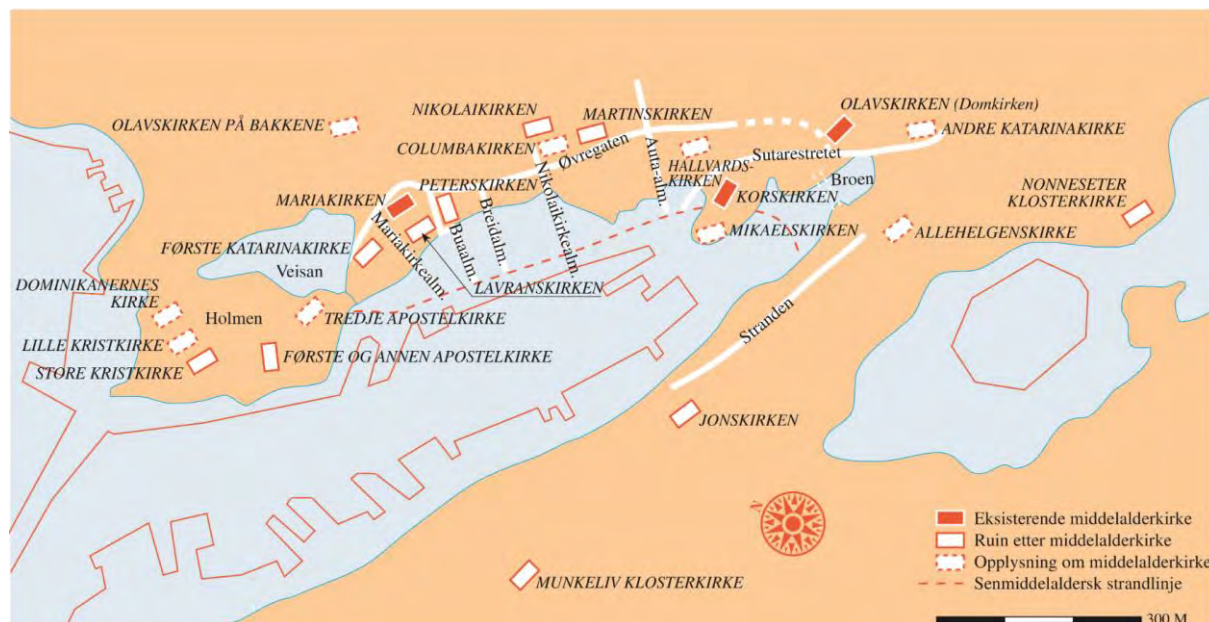 OLAVSKIRKEN PÅ BAKKENE
NIKOLAIKIRKEN
MARTINSKIRKEN
OLAVSKIRKEN (Domkirken)
ANDRE KATARINAKIRKE
COLUMBAKIRKEN
Øvregaten
Auta-alm.
HALLVARDS-
KIRKEN
Sutarestretet
Broen
NONNESETER
KLOSTERKIRKE
MARIAKIRKEN
PETERSKIRKEN
Nikolaikirkealm.
Breidalm.
Buaalm.
Mariakirkealm.
KORSKIRKEN
MIKAELSKIRKEN
ALLEHELGENSKIRKE
FØRSTE KATARINAKIRKE
Veisan
LAVRANSKIRKEN
DOMINIKANERNES
KIRKE
Holmen
TREDJE APOSTELKIRKE
Stranden
LILLE KRISTKIRKE
STORE KRISTKIRKE
FØRSTE OG ANNEN APOSTELKIRKE
JONSKIRKEN
N
MUNKELIV KLOSTERKIRKE
Eksisterende middelalderkirke
Ruin etter middelalderkirke
Opplysning om middelalderkirke
Senmiddelaldersk strandlinje
300 M